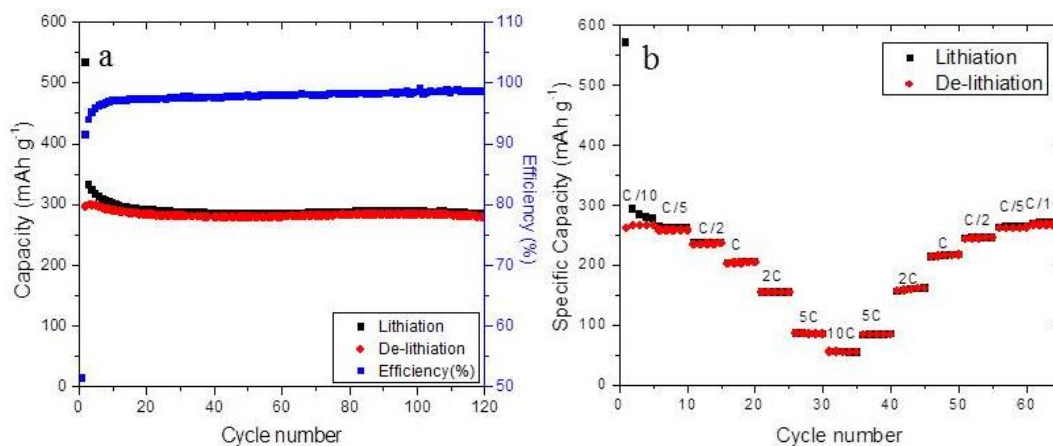 a
Capacity (mAh g-1)
600
500
400
300
200
100
0
110
100
90
80
70
60
50
Efficiency (%)
Lithiation
De-lithiation
Efficiency(%)
0 20 40 60 80 100 120
Cycle number
b
Specific Capacity (mAh g-1)
600
500
400
300
200
100
0
Lithiation
De-lithiation
C/10
C/5
C/2
C
2C
5C
10C
5C
2C
C
C/2
C/5
0 10 20 30 40 50 60
Cycle number